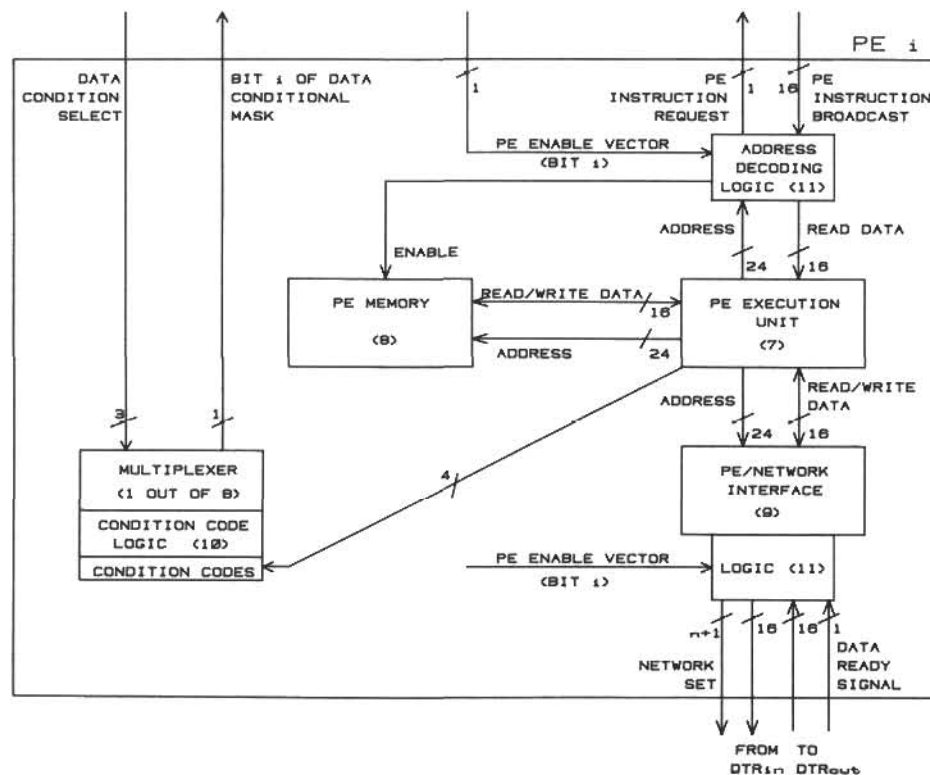 PE i
DATA
CONDITION
SELECT
BIT i OF DATA
CONDITIONAL
MASK
1
PE
INSTRUCTION
REQUEST
1
16
PE
INSTRUCTION
BROADCAST
PE ENABLE VECTOR
(BIT i)
ADDRESS
DECODING
LOGIC (11)
ENABLE
ADDRESS
24
READ DATA
16
PE MEMORY
(8)
READ/WRITE DATA
16
ADDRESS
24
PE EXECUTION
UNIT
(7)
ADDRESS
24
READ/WRITE
DATA
16
3
1
4
MULTIPLEXER
(1 OUT OF 8)
CONDITION CODE
LOGIC (10)
CONDITION CODES
PE/NETWORK
INTERFACE
(9)
PE ENABLE VECTOR
(BIT i)
LOGIC (11)
n+1
16
16
1
NETWORK
SET
DATA
READY
SIGNAL
FROM TO
DTRin DTRout